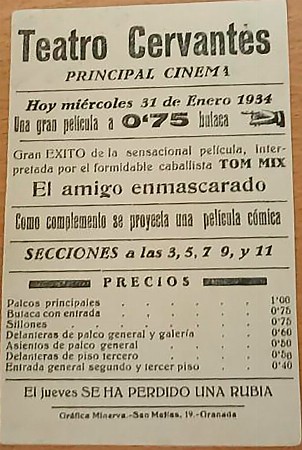 Teatro Cervantes
PRINCIPAL CINEMA
Hoy miércoles 31 de Enero 1934
Una gran película a 0'75 butaca
Gran EXITO de la sensacional película, inter-
pretada por el formidable caballista TOM MIX
El amigo enmascarado
Como complemento se proyecta una película cómica
SECCIONES a las 3, 5, 7 9, y 11
PRECIOS
Palcos principales . . . . . . 1'00
Butaca con entrada . . . . . 0'75
Sillones . . . . . . . 0'75
Delanteras de palco general y galería . . 0'60
Asientos de palco general . . . . 0'50
Delanteras de piso tercero . . . . 0'50
Entrada general segundo y tercer piso . . 0'40
El jueves SE HA PERDIDO UNA RUBIA
Gráfica Minerva.-San Matías, 19.-Granada